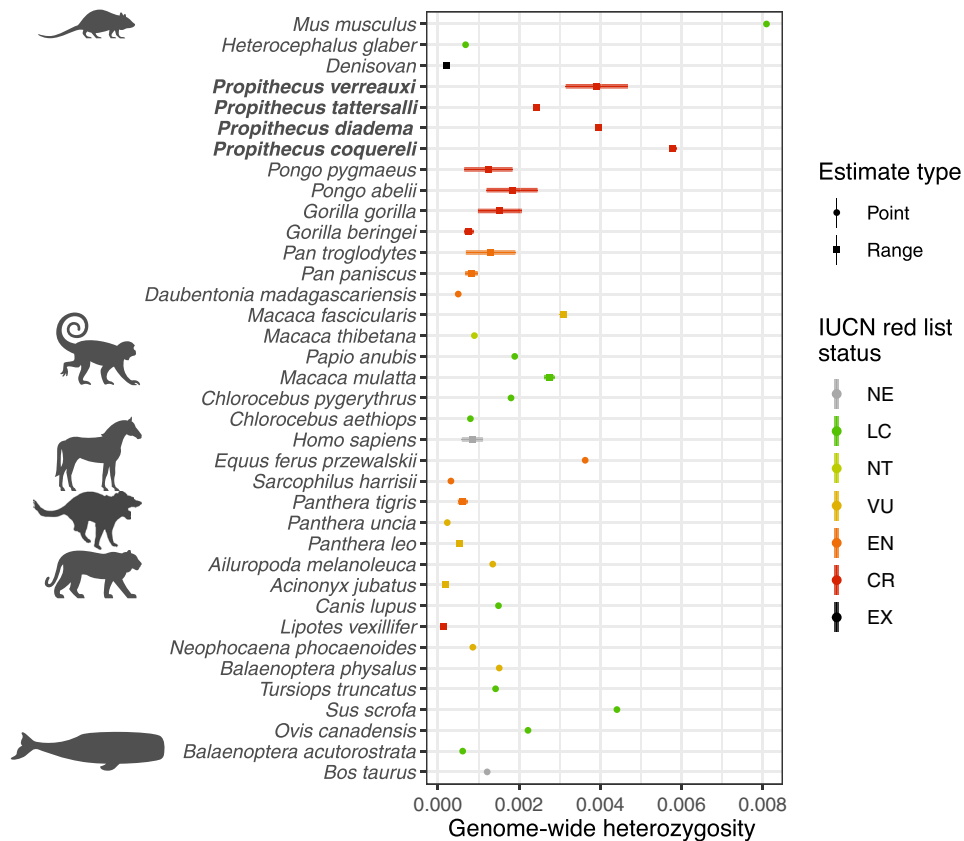 Mus musculus
Heterocephalus glaber
Denisovan
Propithecus verreauxi
Propithecus tattersalli
Propithecus diadema
Propithecus coquereli
Pongo pygmaeus
Pongo abelii
Gorilla gorilla
Gorilla beringei
Pan troglodytes
Pan paniscus
Daubentonia madagascariensis
Macaca fascicularis
Macaca thibetana
Papio anubis
Macaca mulatta
Chlorocebus pygerythrus
Chlorocebus aethiops
Homo sapiens
Equus ferus przewalskii
Sarcophilus harrisii
Panthera tigris
Panthera uncia
Panthera leo
Ailuropoda melanoleuca
Acinonyx jubatus
Canis lupus
Lipotes vexillifer
Neophocaena phocaenoides
Balaenoptera physalus
Tursiops truncatus
Sus scrofa
Ovis canadensis
Balaenoptera acutorostrata
Bos taurus
0.000 0.002 0.004 0.006 0.008
Genome-wide heterozygosity
Estimate type
Point
Range
IUCN red list
status
NE
LC
NT
VU
EN
CR
EX